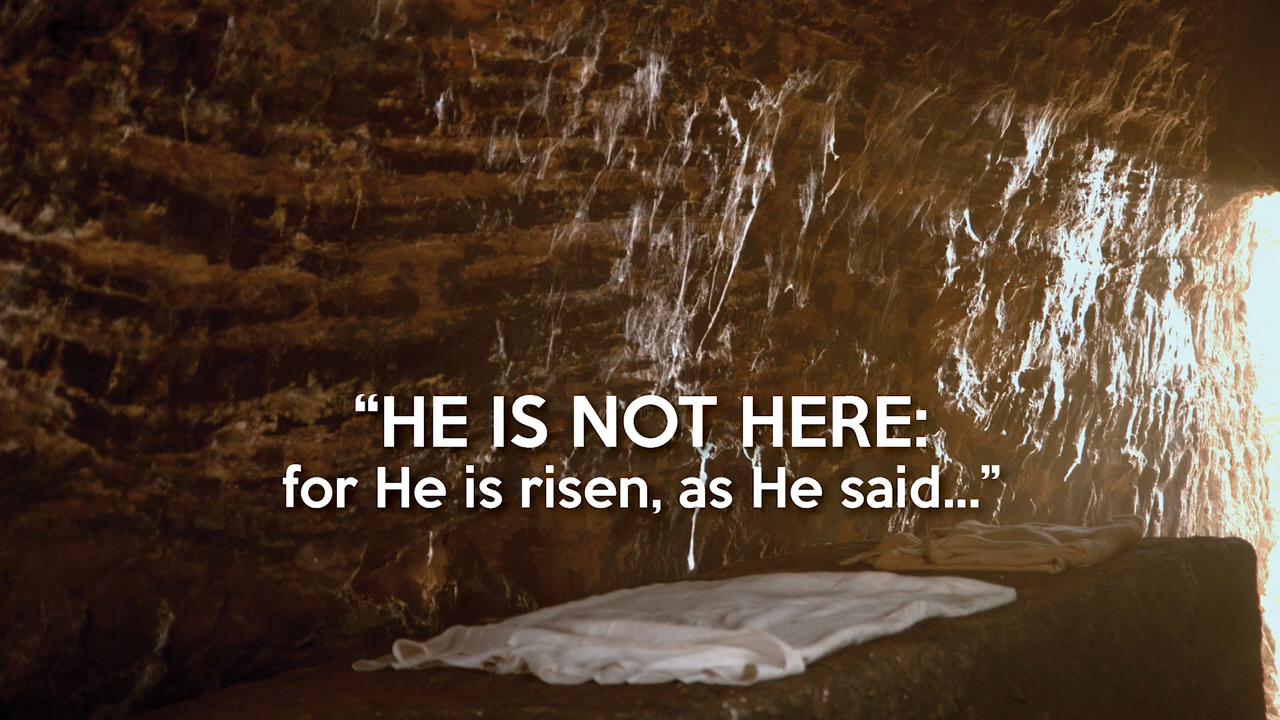 “HE IS NOT HERE:
for He is risen, as He said...”